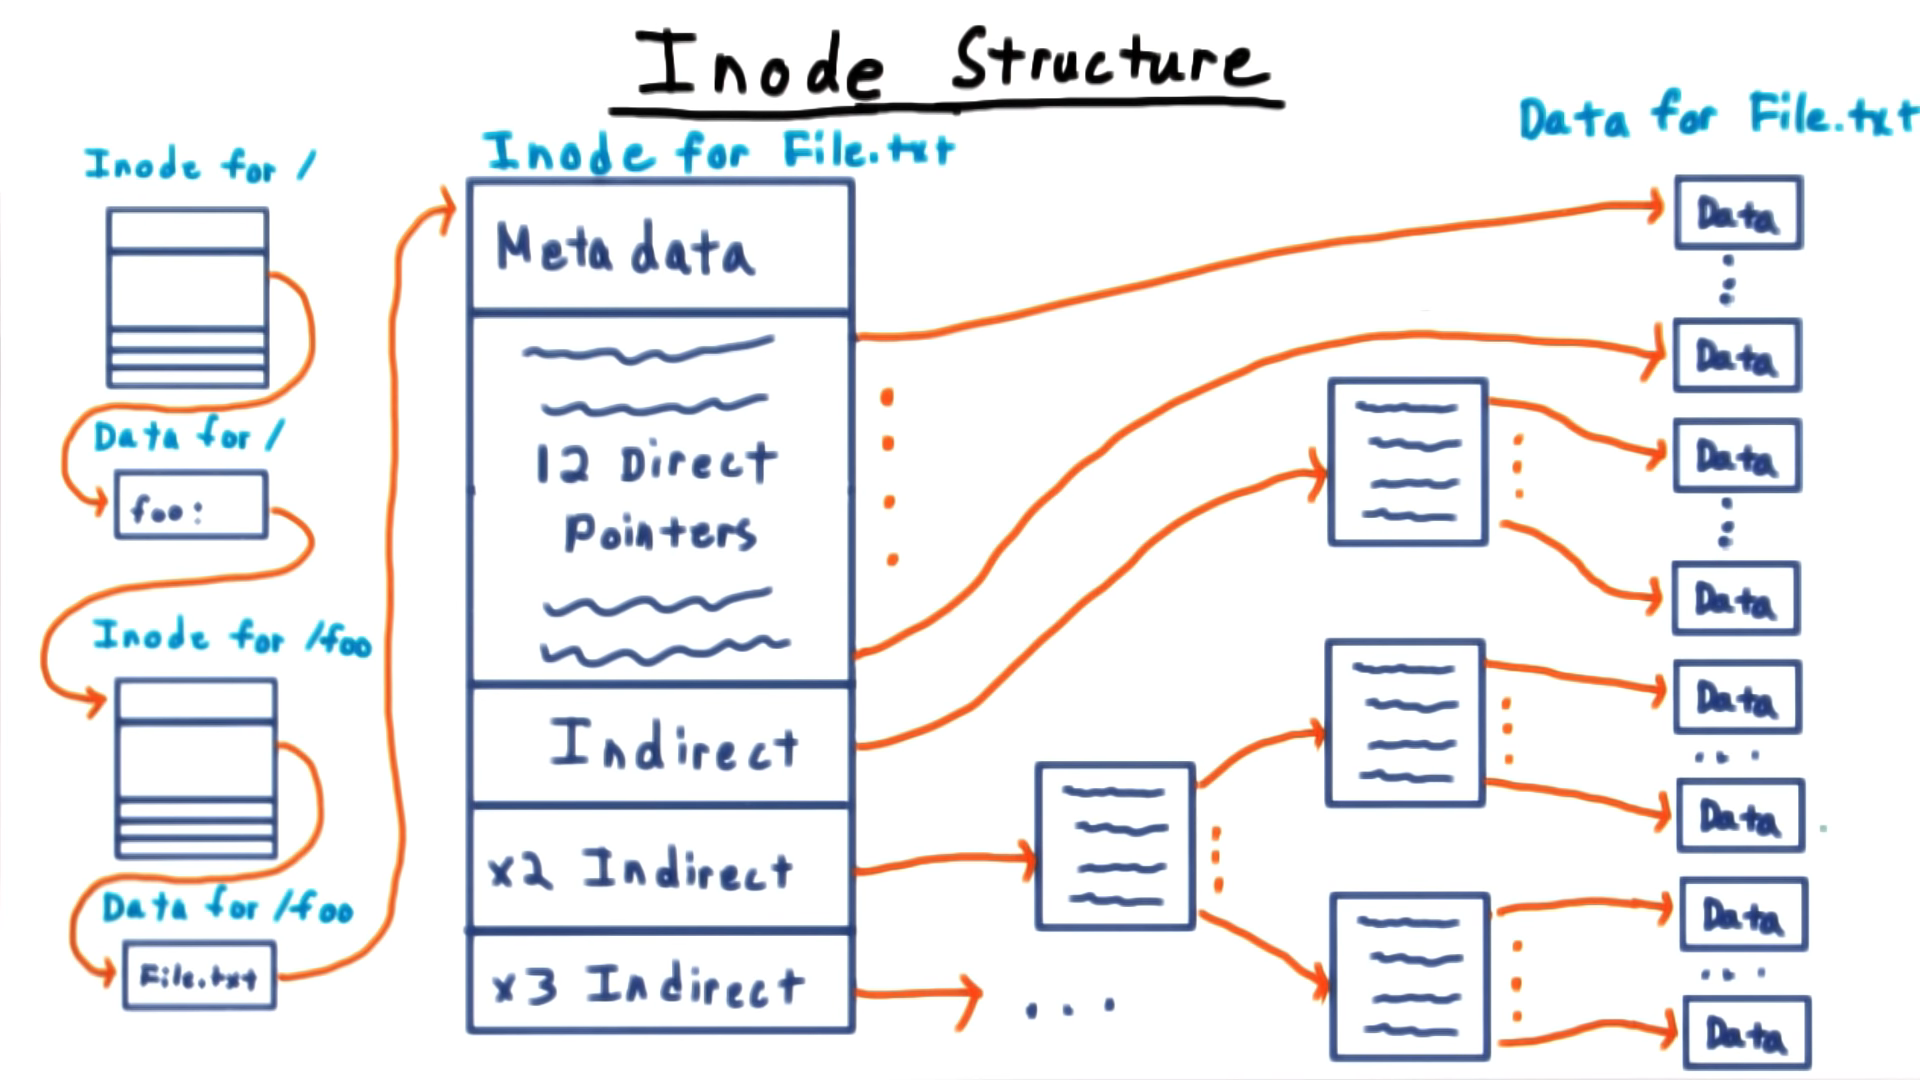 Inode Structure
Inode for /
Data for /
foo:
Inode for /foo
Data for /foo
File.txt
Inode for File.txt
Metadata
12 Direct
Pointers
Indirect
x2 Indirect
x3 Indirect
Data for File.txt
Data
Data
Data
Data
Data
Data
Data
Data